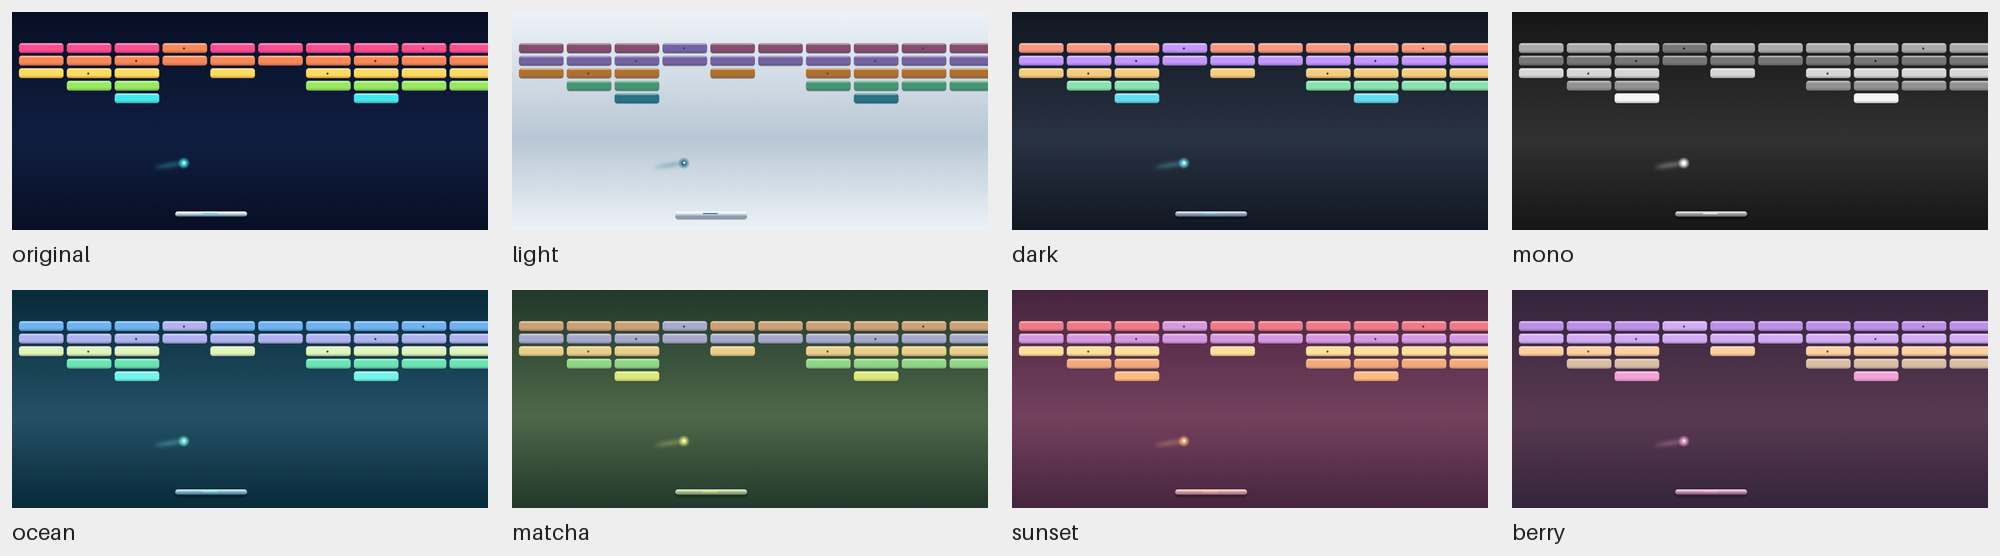 original
light
dark
mono
ocean
matcha
sunset
berry